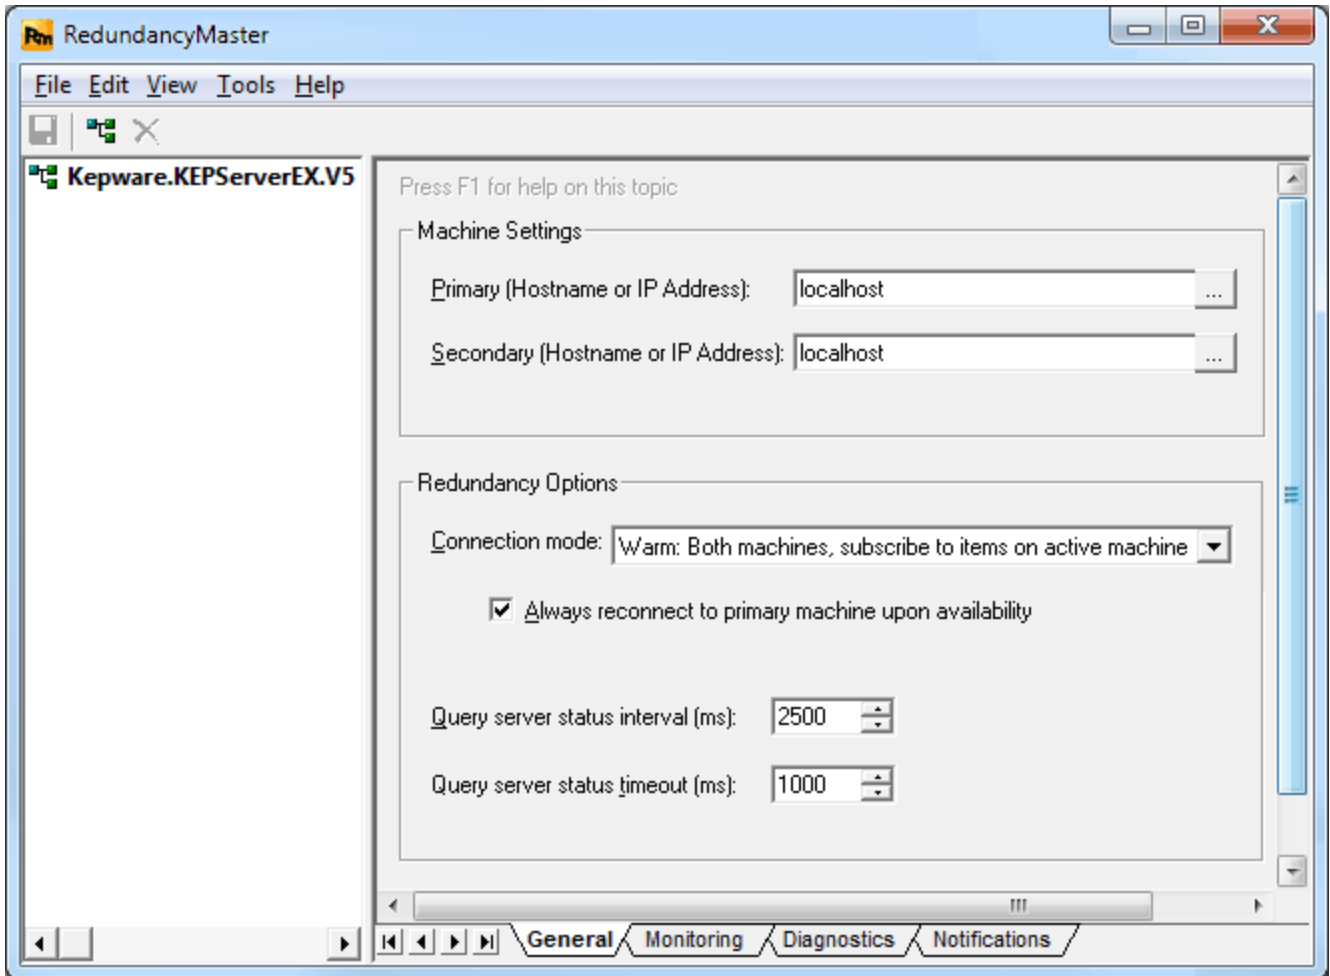 Rm RedundancyMaster
File Edit View Tools Help
Kepware.KEPServerEX.V5
Press F1 for help on this topic
Machine Settings
Primary (Hostname or IP Address): localhost ...
Secondary (Hostname or IP Address): localhost ...
Redundancy Options
Connection mode: Warm: Both machines, subscribe to items on active machine
Always reconnect to primary machine upon availability
Query server status interval (ms): 2500
Query server status timeout (ms): 1000
General Monitoring Diagnostics Notifications